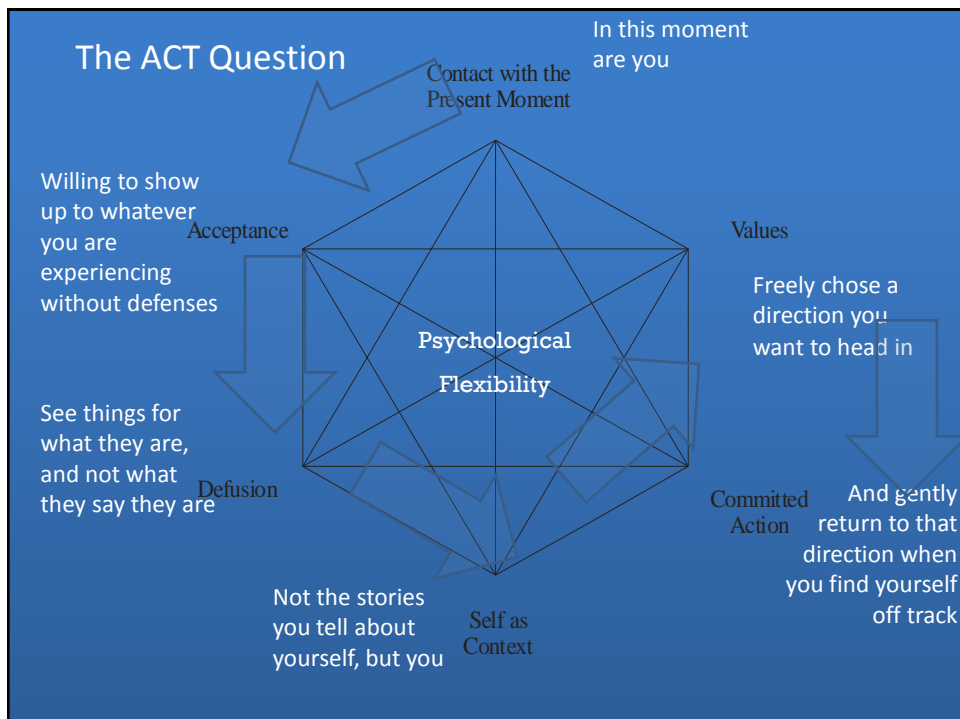 The ACT Question
In this moment
are you
Contact with the
Present Moment
Willing to show
up to whatever
you are
experiencing
without defenses
Acceptance
Values
Freely chose a
direction you
want to head in
Psychological
Flexibility
See things for
what they are,
and not what
they say they are
Defusion
Committed
Action
And gently
return to that
direction when
you find yourself
off track
Not the stories
you tell about
yourself, but you
Self as
Context